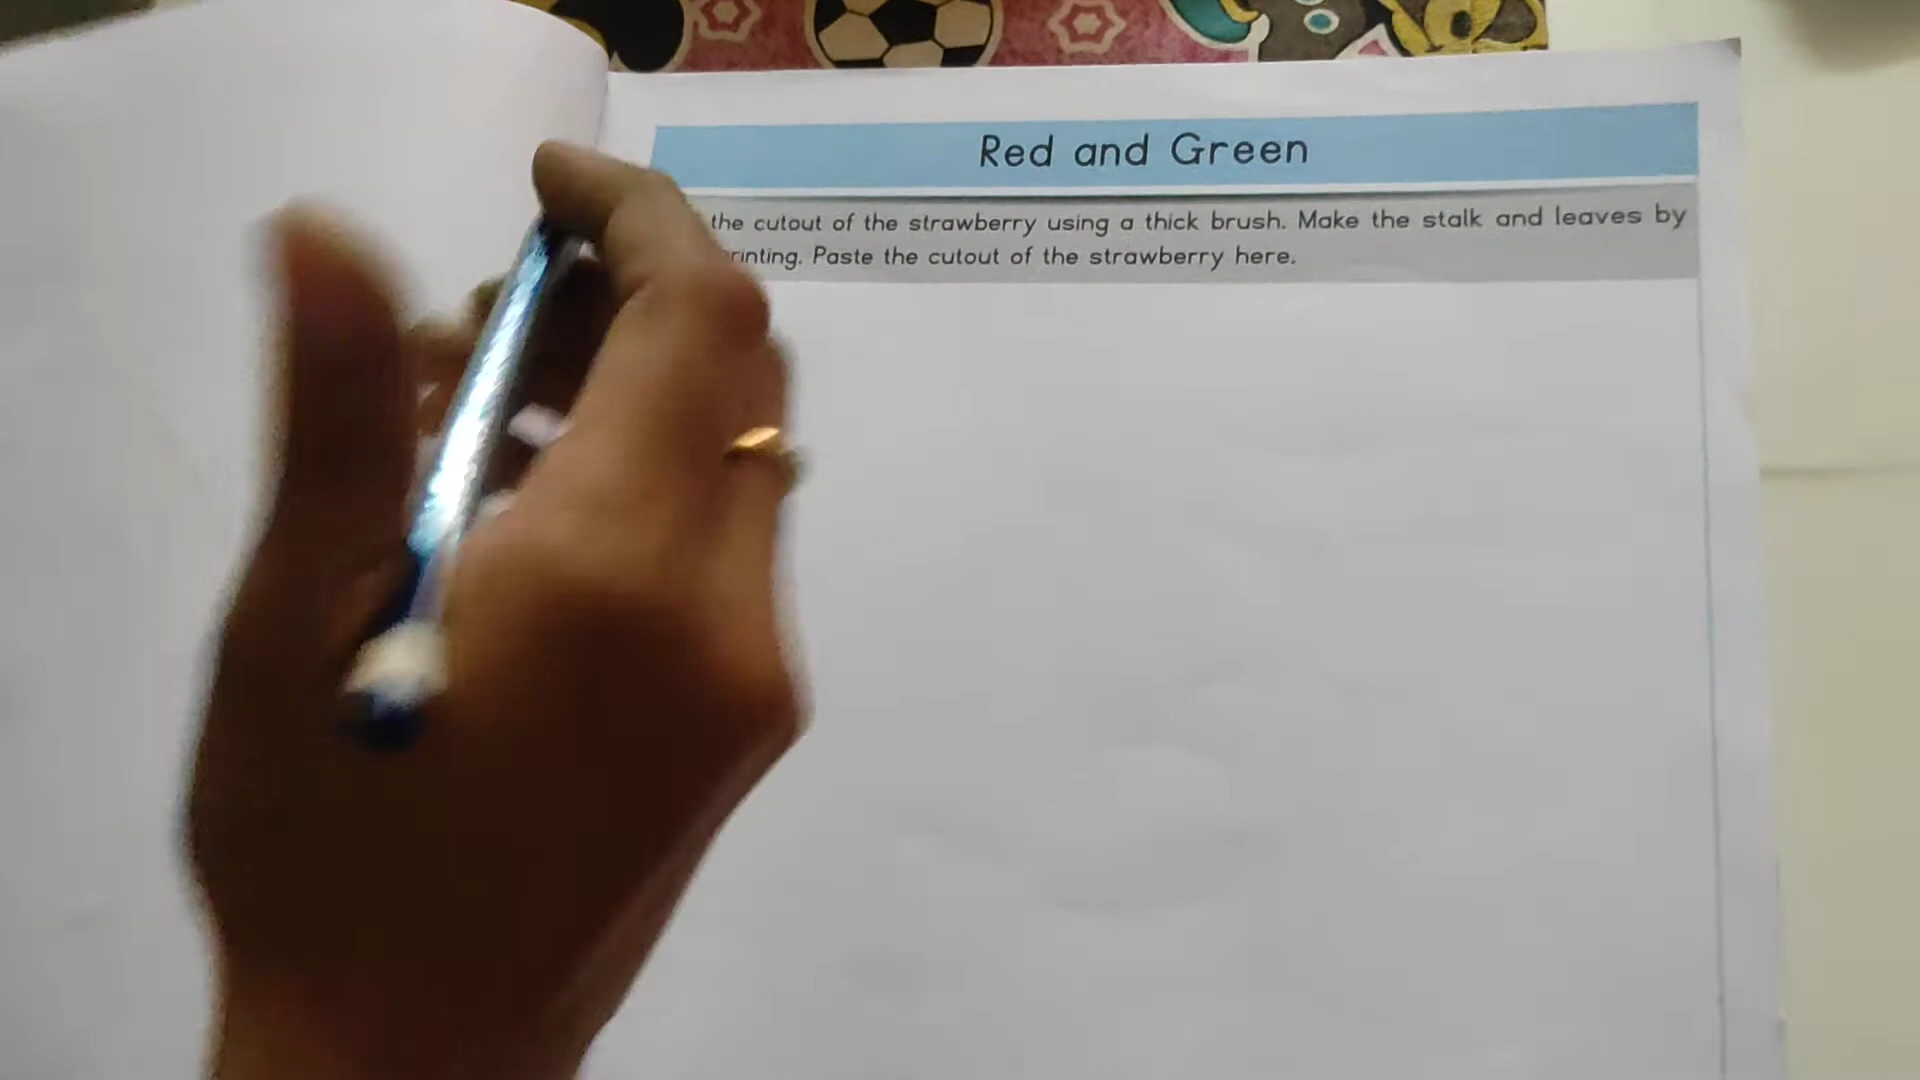 Red and Green
the cutout of the strawberry using a thick brush. Make the stalk and leaves by
rinting. Paste the cutout of the strawberry here.